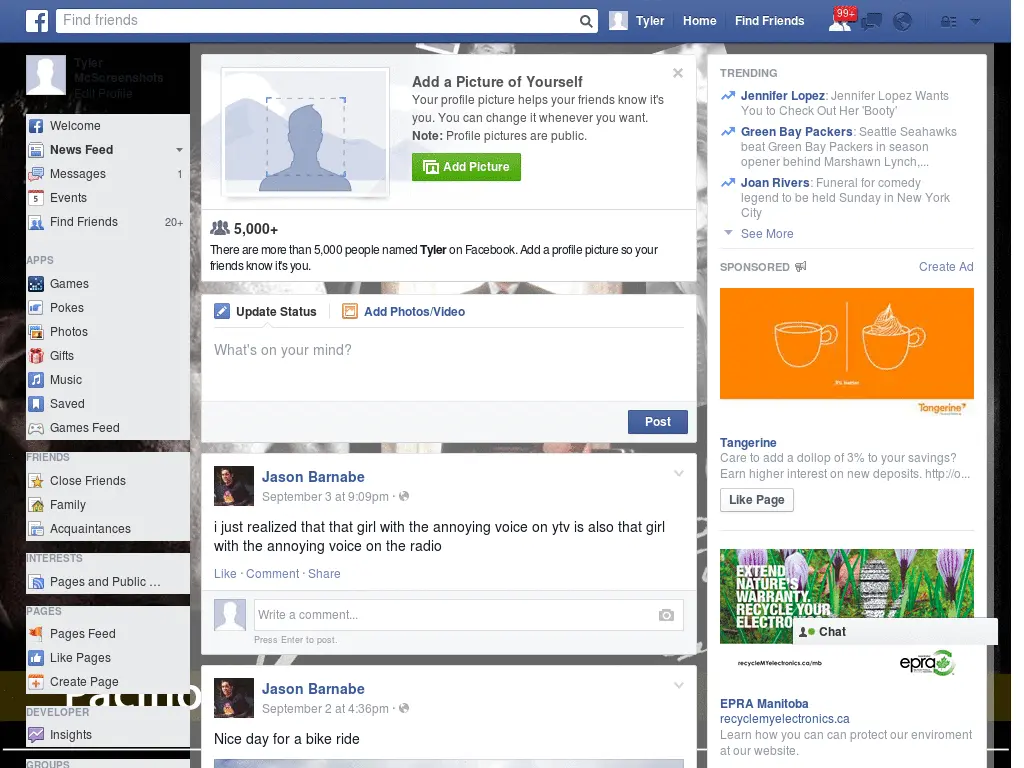 Find friends
Tyler
Home
Find Friends
99+
Tyler
McScreenshots
Edit Profile
Welcome
News Feed
Messages
1
5
Events
Find Friends
20+
APPS
Games
Pokes
Photos
Gifts
Music
Saved
Games Feed
FRIENDS
Close Friends
Family
Acquaintances
INTERESTS
Pages and Public ...
PAGES
Pages Feed
Like Pages
Create Page
DEVELOPER
Insights
GROUPS
Add a Picture of Yourself
Your profile picture helps your friends know it's
you. You can change it whenever you want.
Note: Profile pictures are public.
Add Picture
5,000+
There are more than 5,000 people named Tyler on Facebook. Add a profile picture so your
friends know it's you.
Update Status
Add Photos/Video
What's on your mind?
Post
Jason Barnabe
September 3 at 9:09pm ·
i just realized that that girl with the annoying voice on ytv is also that girl
with the annoying voice on the radio
Like · Comment · Share
Write a comment...
Press Enter to post.
Jason Barnabe
September 2 at 4:36pm ·
Nice day for a bike ride
TRENDING
Jennifer Lopez: Jennifer Lopez Wants
You to Check Out Her 'Booty'
Green Bay Packers: Seattle Seahawks
beat Green Bay Packers in season
opener behind Marshawn Lynch,...
Joan Rivers: Funeral for comedy
legend to be held Sunday in New York
City
See More
SPONSORED
Create Ad
Tangerine
Tangerine
Care to add a dollop of 3% to your savings?
Earn higher interest on new deposits. http://o...
Like Page
EXTEND
NATURE'S
WARRANTY.
RECYCLE YOUR
ELECTRO
Chat
recycleMYelectronics.ca/mb
epra
EPRA Manitoba
recyclemyelectronics.ca
Learn how you can can protect our enviroment
at our website.